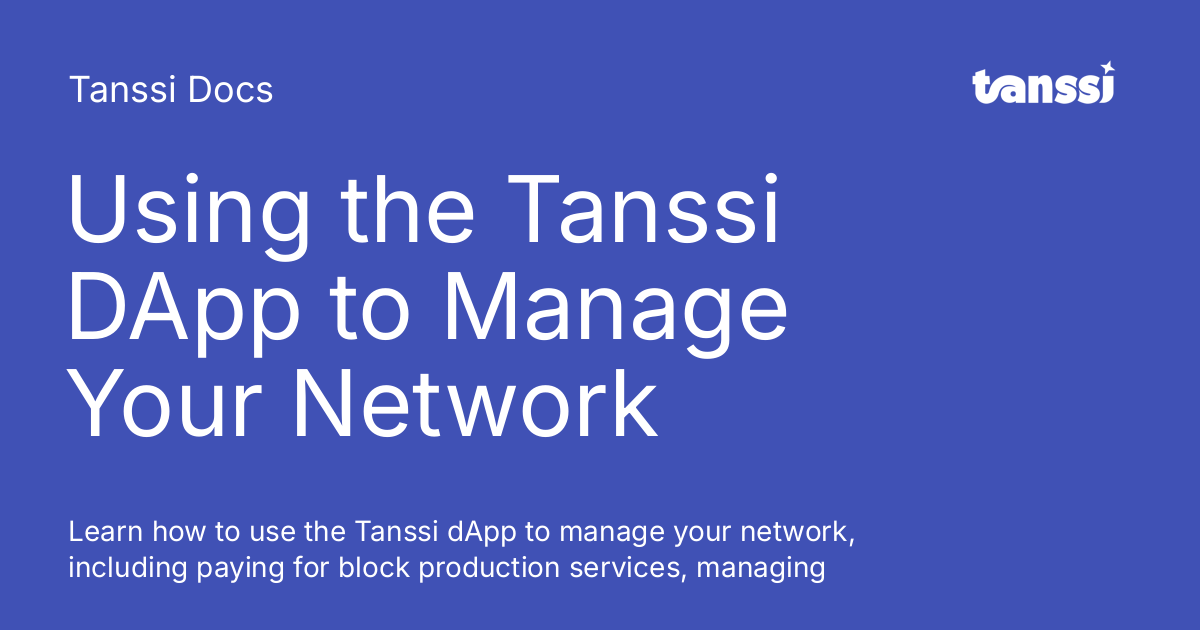 Tanssi Docs
tanssi
Using the Tanssi
DApp to Manage
Your Network
Learn how to use the Tanssi dApp to manage your network,
including paying for block production services, managing